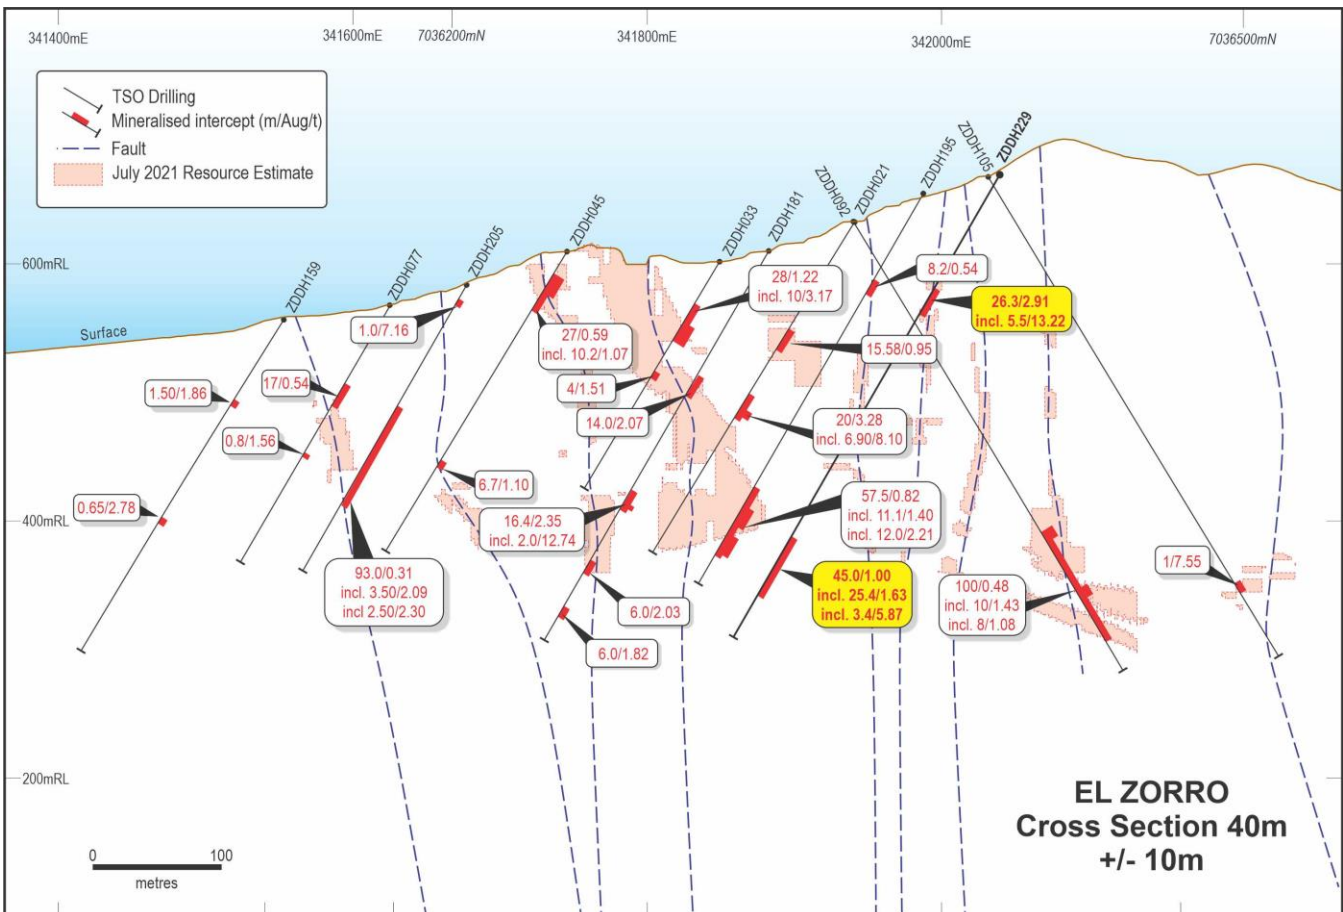 341400mE
341600mE
7036200mN
341800mE
342000mE
7036500mN
TSO Drilling
Mineralised intercept (m/Aug/t)
Fault
July 2021 Resource Estimate
ZDDH159
ZDDH077
ZDDH205
ZDDH045
ZDDH033
ZDDH181
ZDDH092
ZDDH021
ZDDH195
ZDDH105
ZDDH229
600mRL
Surface
400mRL
200mRL
1.50/1.86
0.65/2.78
17/0.54
0.8/1.56
1.0/7.16
93.0/0.31
incl. 3.50/2.09
incl 2.50/2.30
27/0.59
incl. 10.2/1.07
6.7/1.10
4/1.51
14.0/2.07
16.4/2.35
incl. 2.0/12.74
6.0/2.03
6.0/1.82
28/1.22
incl. 10/3.17
15.58/0.95
20/3.28
incl. 6.90/8.10
57.5/0.82
incl. 11.1/1.40
incl. 12.0/2.21
8.2/0.54
26.3/2.91
incl. 5.5/13.22
45.0/1.00
incl. 25.4/1.63
incl. 3.4/5.87
100/0.48
incl. 10/1.43
incl. 8/1.08
1/7.55
0
100
metres
EL ZORRO
Cross Section 40m
+/- 10m